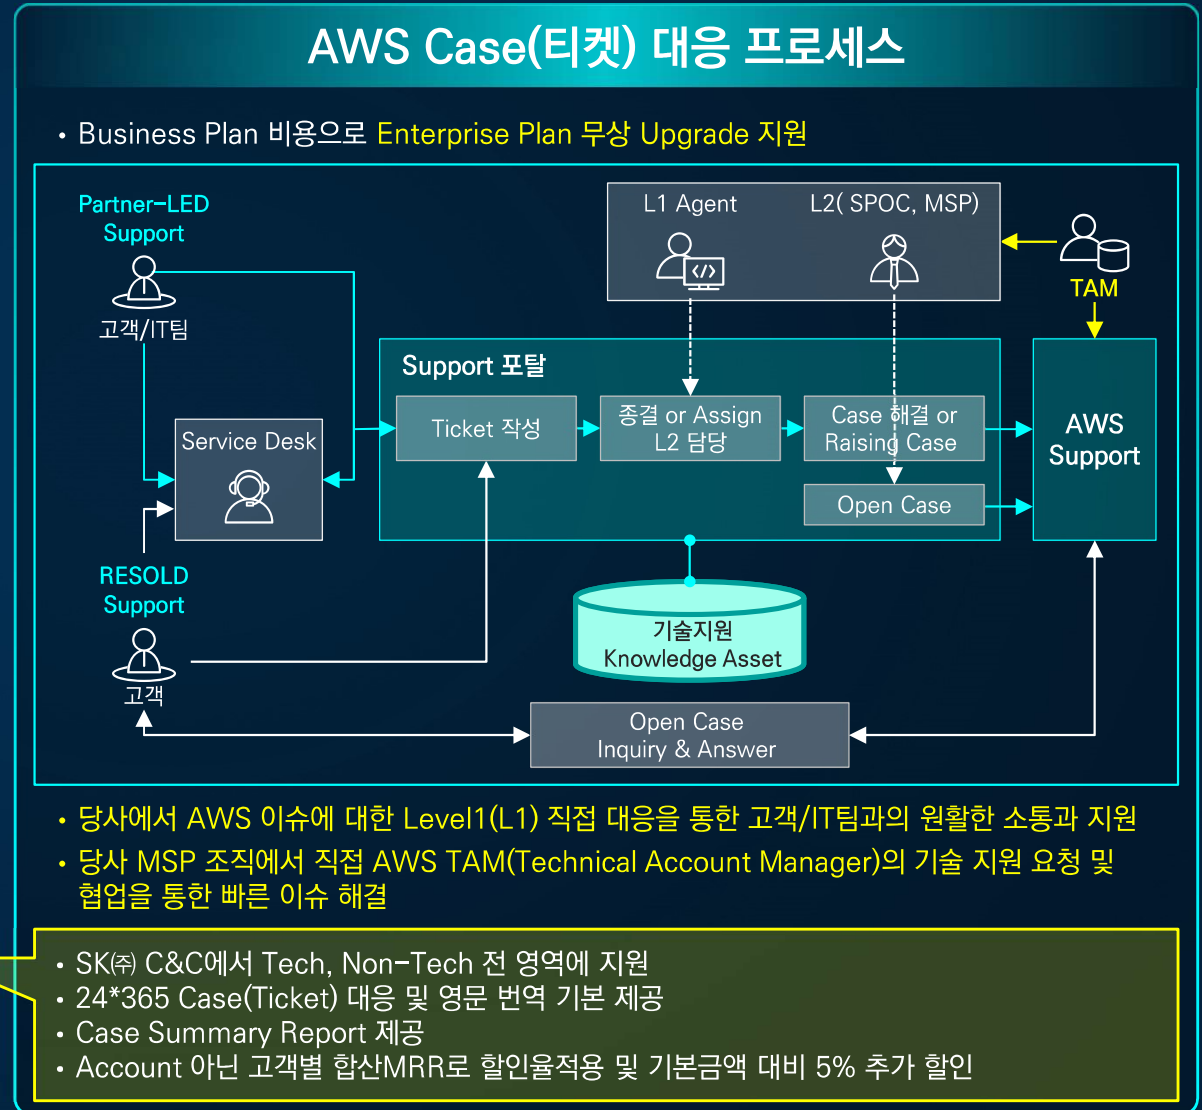 AWS Case(티켓) 대응 프로세스
• Business Plan 비용으로 Enterprise Plan 무상 Upgrade 지원
Partner-LED
Support
고객/IT팀
L1 Agent
L2( SPOC, MSP)
TAM
Support 포탈
Service Desk
Ticket 작성
종결 or Assign
L2 담당
Case 해결 or
Raising Case
Open Case
AWS
Support
RESOLD
Support
고객
기술지원
Knowledge Asset
Open Case
Inquiry & Answer
• 당사에서 AWS 이슈에 대한 Level1(L1) 직접 대응을 통한 고객/IT팀과의 원활한 소통과 지원
• 당사 MSP 조직에서 직접 AWS TAM(Technical Account Manager)의 기술 지원 요청 및
협업을 통한 빠른 이슈 해결
• SK㈜ C&C에서 Tech, Non-Tech 전 영역에 지원
• 24*365 Case(Ticket) 대응 및 영문 번역 기본 제공
• Case Summary Report 제공
• Account 아닌 고객별 합산MRR로 할인율적용 및 기본금액 대비 5% 추가 할인